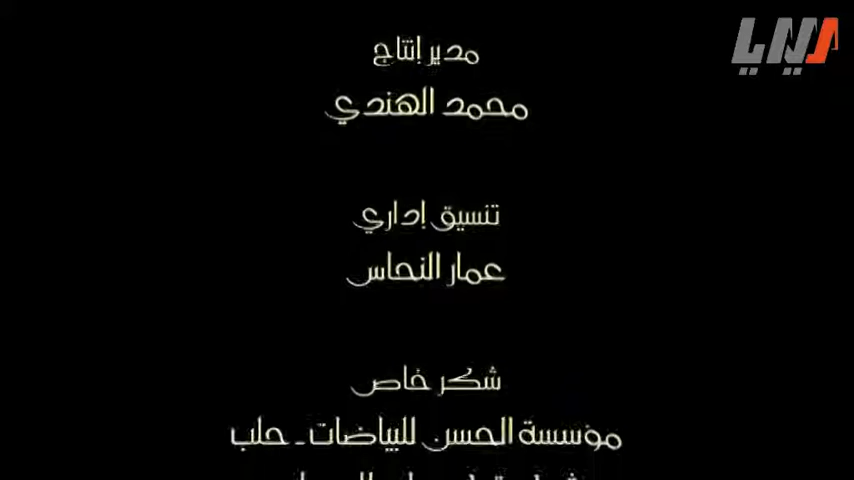 مدير إنتاج
محمد الهندي
تنسيق إداري
عمار النحاس
شكر خاص
مؤسسة الحسن للبياضات - حلب